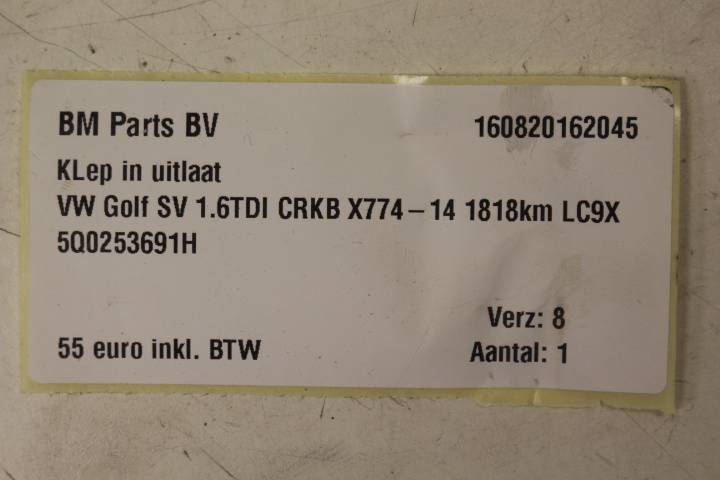 BM Parts BV 160820162045
KLep in uitlaat
VW Golf SV 1.6TDI CRKB X774-14 1818km LC9X
5Q0253691H
Verz: 8
55 euro inkl. BTW Aantal: 1